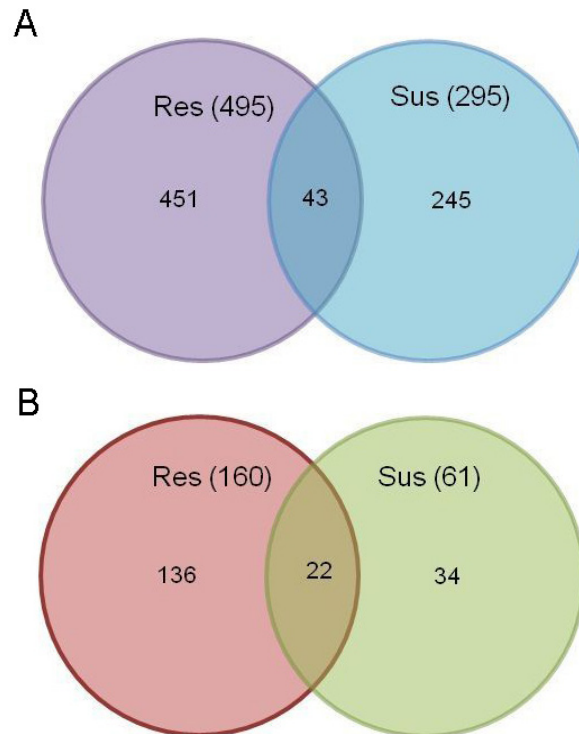 A
Res (495)
Sus (295)
451
43
245
B
Res (160)
Sus (61)
136
22
34